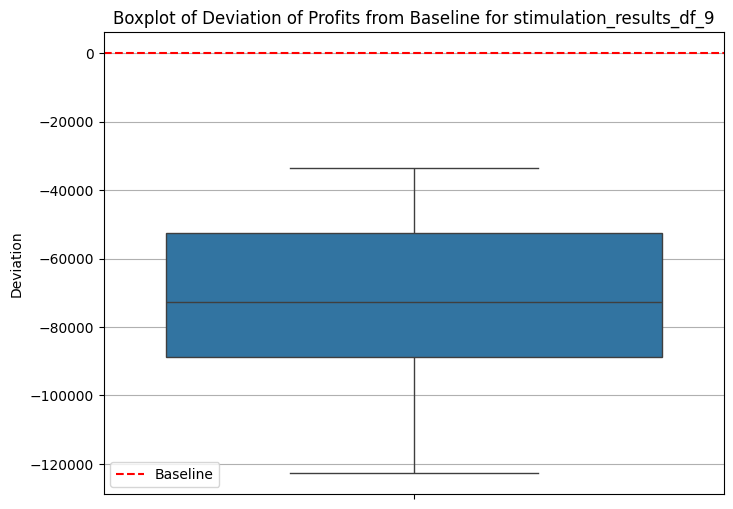 Boxplot of Deviation of Profits from Baseline for stimulation_results_df_9
0
−20000
−40000
−60000
−80000
−100000
−120000
Deviation
Baseline